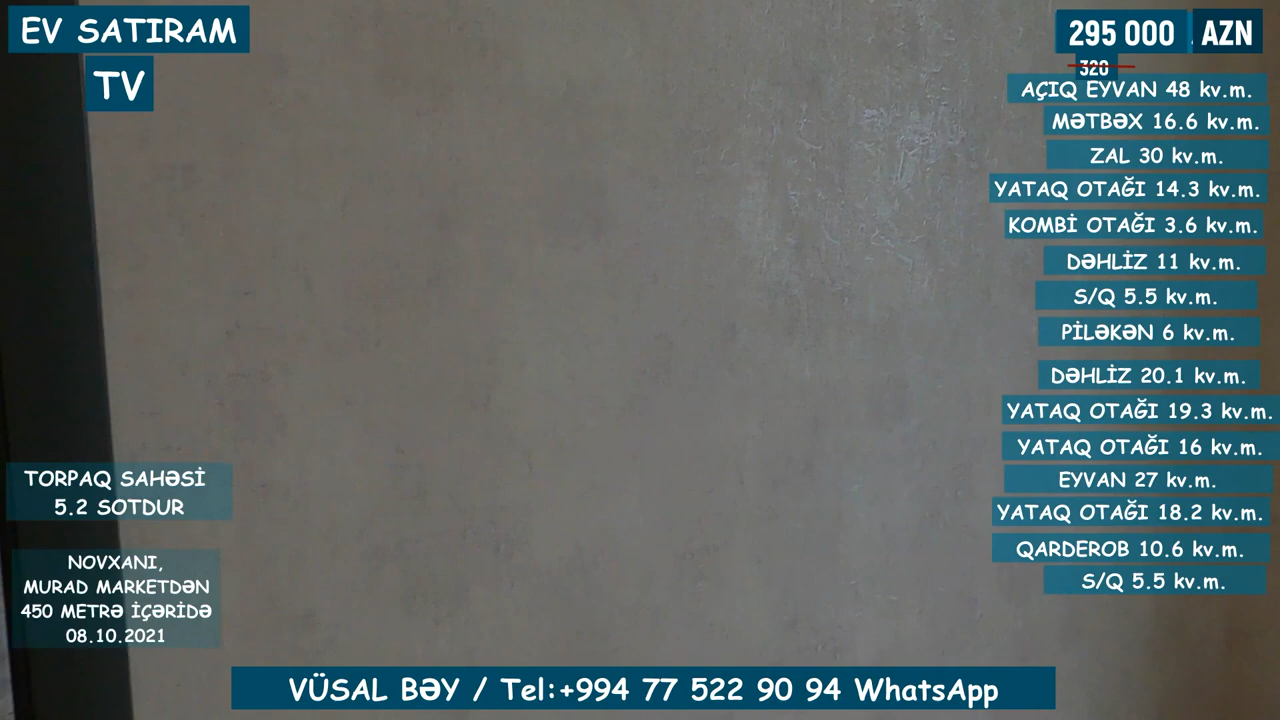 EV SATIRAM
TV
295 000 AZN
320
AÇIQ EYVAN 48 kv.m.
MƏTBƏX 16.6 kv.m.
ZAL 30 kv.m.
YATAQ OTAĞI 14.3 kv.m.
KOMBİ OTAĞI 3.6 kv.m.
DƏHLİZ 11 kv.m.
S/Q 5.5 kv.m.
PİLƏKƏN 6 kv.m.
DƏHLİZ 20.1 kv.m.
YATAQ OTAĞI 19.3 kv.m.
YATAQ OTAĞI 16 kv.m.
EYVAN 27 kv.m.
YATAQ OTAĞI 18.2 kv.m.
QARDEROB 10.6 kv.m.
S/Q 5.5 kv.m.
TORPAQ SAHƏSİ
5.2 SOTDUR
NOVXANI,
MURAD MARKETDƏN
450 METRƏ İÇƏRİDƏ
08.10.2021
VÜSAL BƏY / Tel:+994 77 522 90 94 WhatsApp